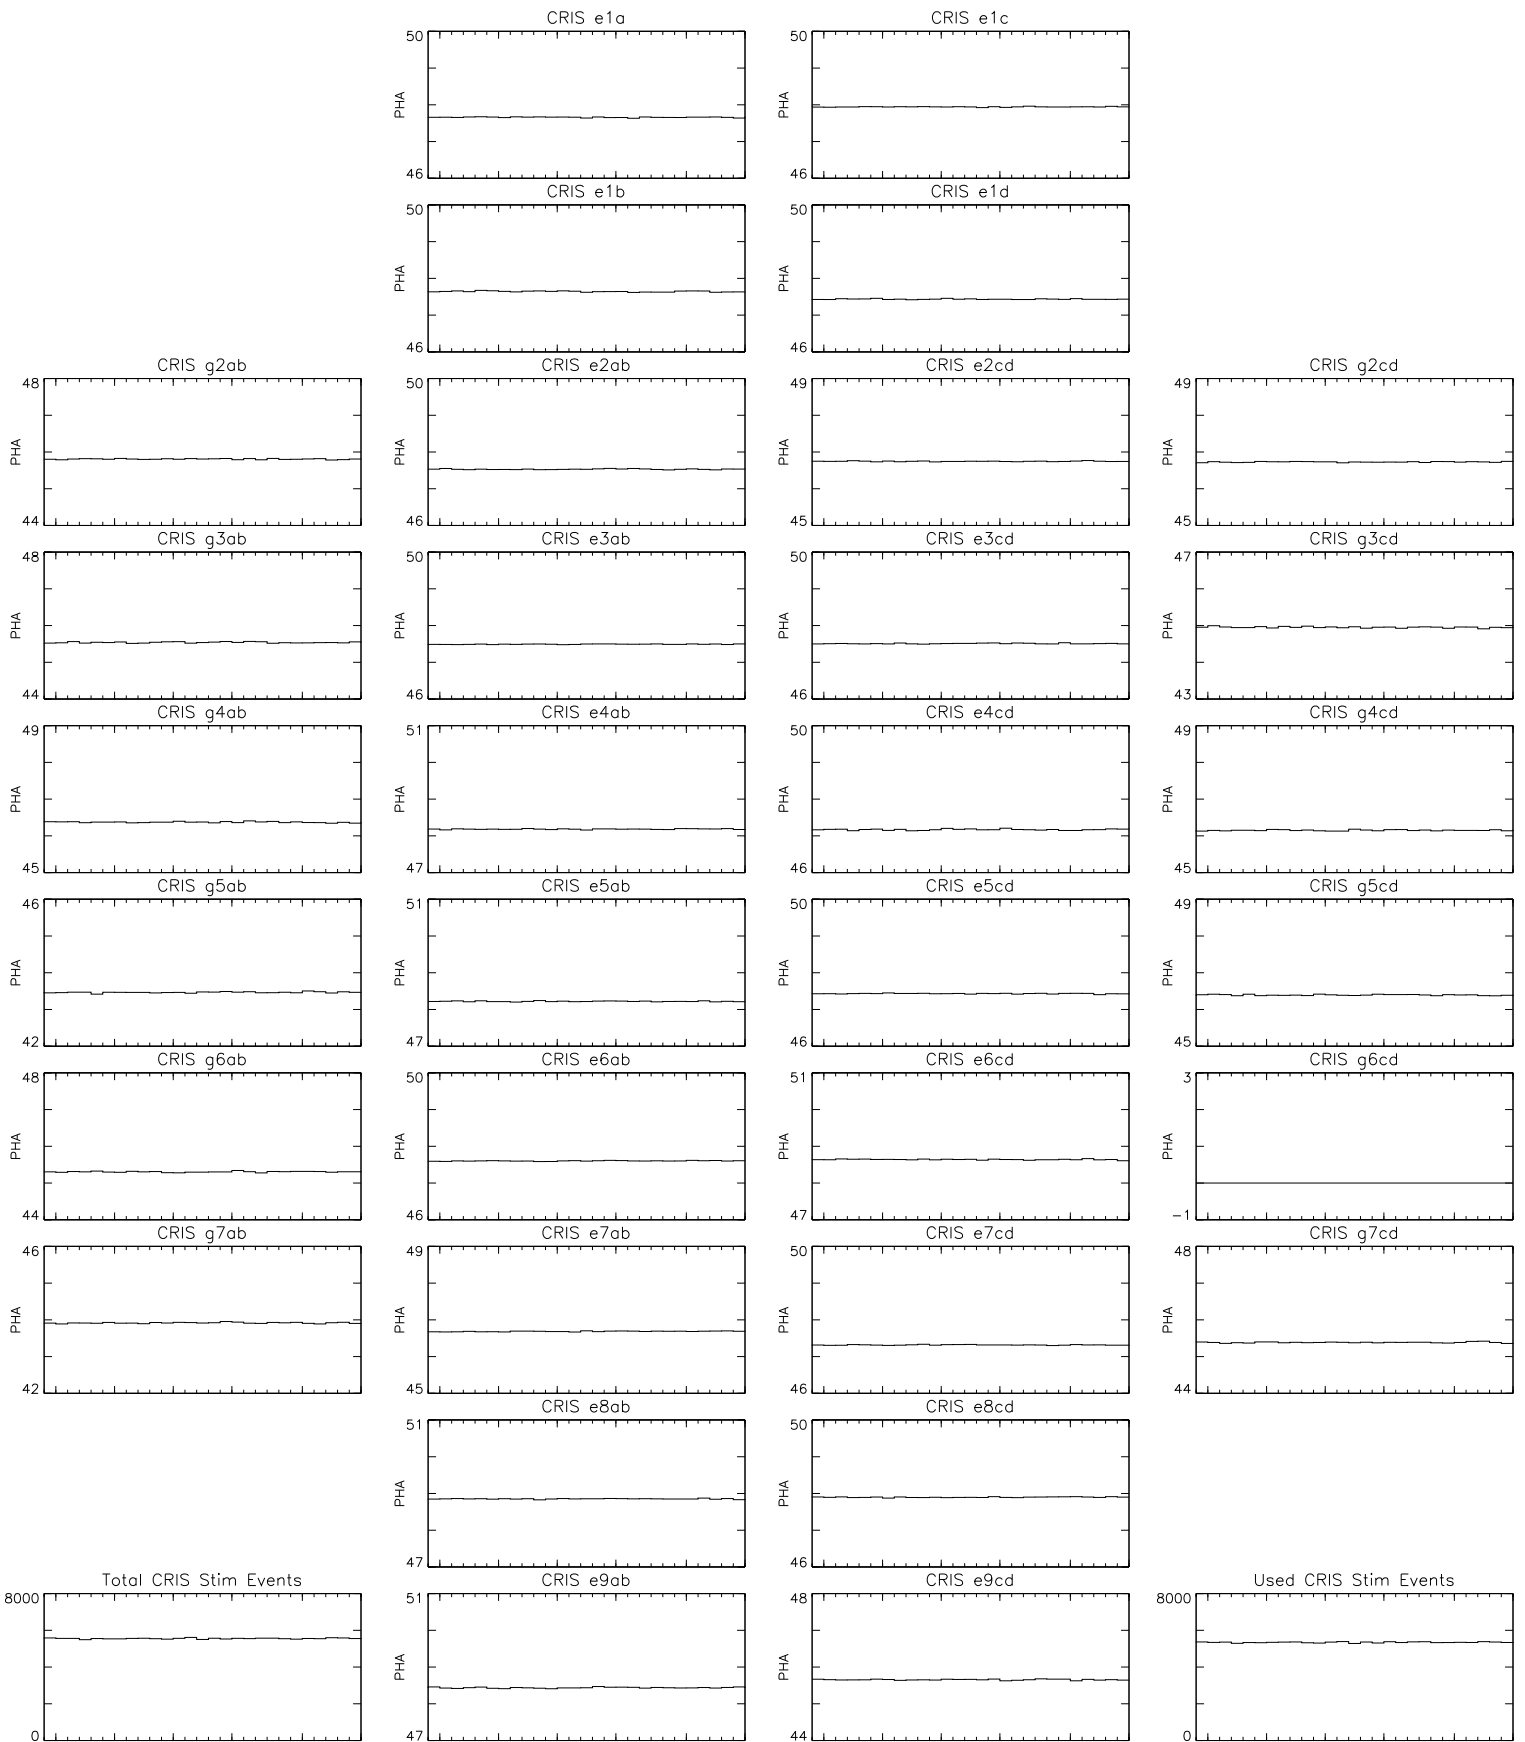 CRIS e1a CRIS e1c
50 50
PHA PHA
46 46
CRIS e1b CRIS e1d
50 50
PHA PHA
46 46
CRIS g2ab CRIS e2ab CRIS e2cd CRIS g2cd
48 50 49 49
PHA PHA PHA PHA
44 46 45 45
CRIS g3ab CRIS e3ab CRIS e3cd CRIS g3cd
48 50 50 47
PHA PHA PHA PHA
44 46 46 43
CRIS g4ab CRIS e4ab CRIS e4cd CRIS g4cd
49 51 50 49
PHA PHA PHA PHA
45 47 46 45
CRIS g5ab CRIS e5ab CRIS e5cd CRIS g5cd
46 51 50 49
PHA PHA PHA PHA
42 47 46 45
CRIS g6ab CRIS e6ab CRIS e6cd CRIS g6cd
48 50 51 3
PHA PHA PHA PHA
44 46 47 -1
CRIS g7ab CRIS e7ab CRIS e7cd CRIS g7cd
46 49 50 48
PHA PHA PHA PHA
42 45 46 44
CRIS e8ab CRIS e8cd
51 50
PHA PHA
47 46
Total CRIS Stim Events CRIS e9ab CRIS e9cd Used CRIS Stim Events
8000 51 48 8000
PHA PHA
0 47 44 0